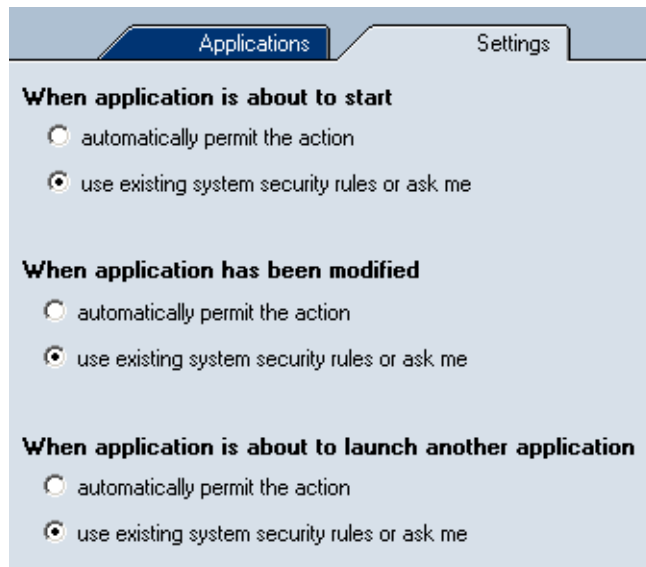 Applications Settings
When application is about to start
automatically permit the action
use existing system security rules or ask me
When application has been modified
automatically permit the action
use existing system security rules or ask me
When application is about to launch another application
automatically permit the action
use existing system security rules or ask me